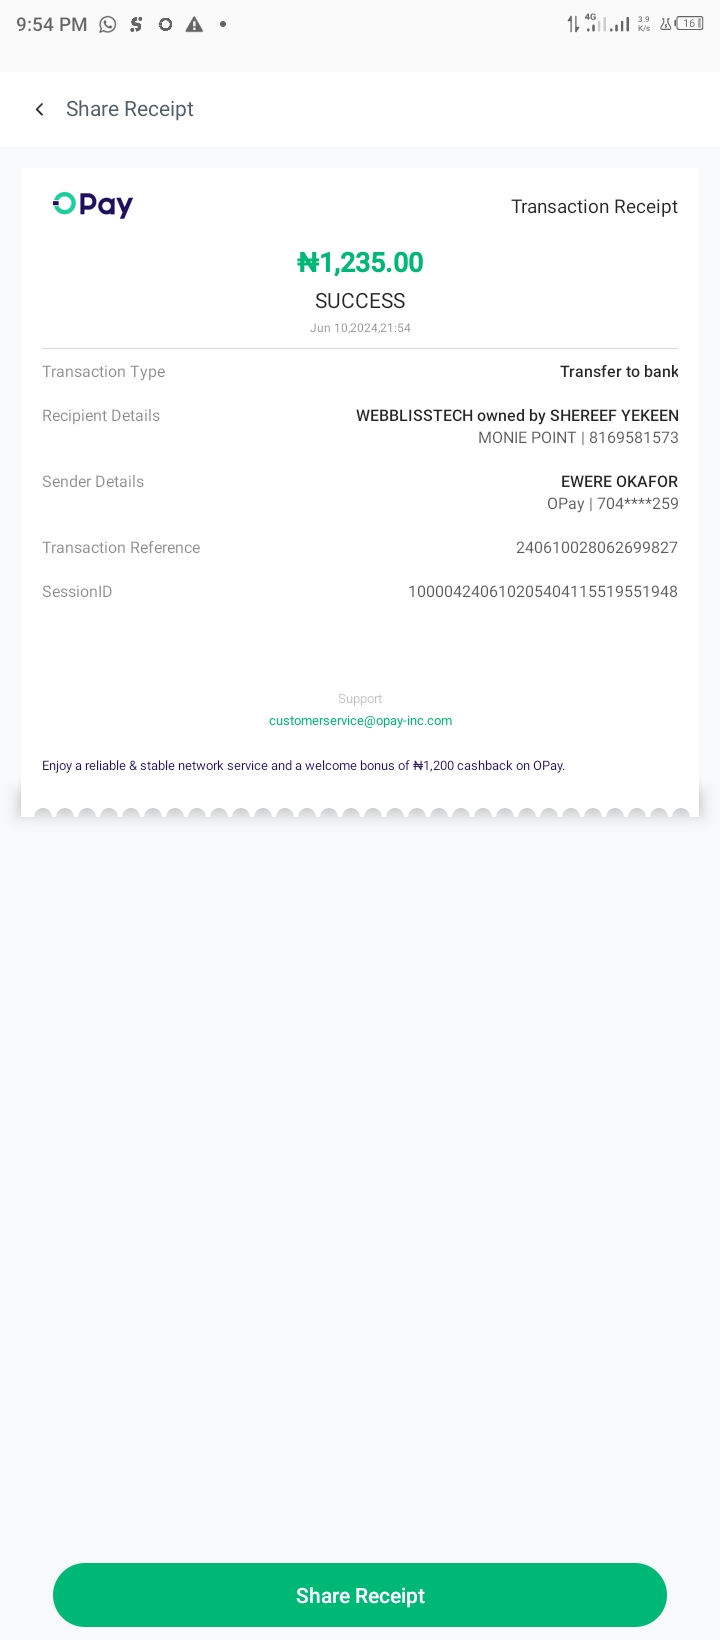 9:54 PM
4G
3.9
K/s
16
Share Receipt
OPay
Transaction Receipt
₦1,235.00
SUCCESS
Jun 10,2024,21:54
Transaction Type
Transfer to bank
Recipient Details
WEBBLISSTECH owned by SHEREEF YEKEEN
MONIE POINT | 8169581573
Sender Details
EWERE OKAFOR
OPay | 704****259
Transaction Reference
240610028062699827
SessionID
100004240610205404115519551948
Support
customerservice@opay-inc.com
Enjoy a reliable & stable network service and a welcome bonus of ₦1,200 cashback on OPay.
Share Receipt